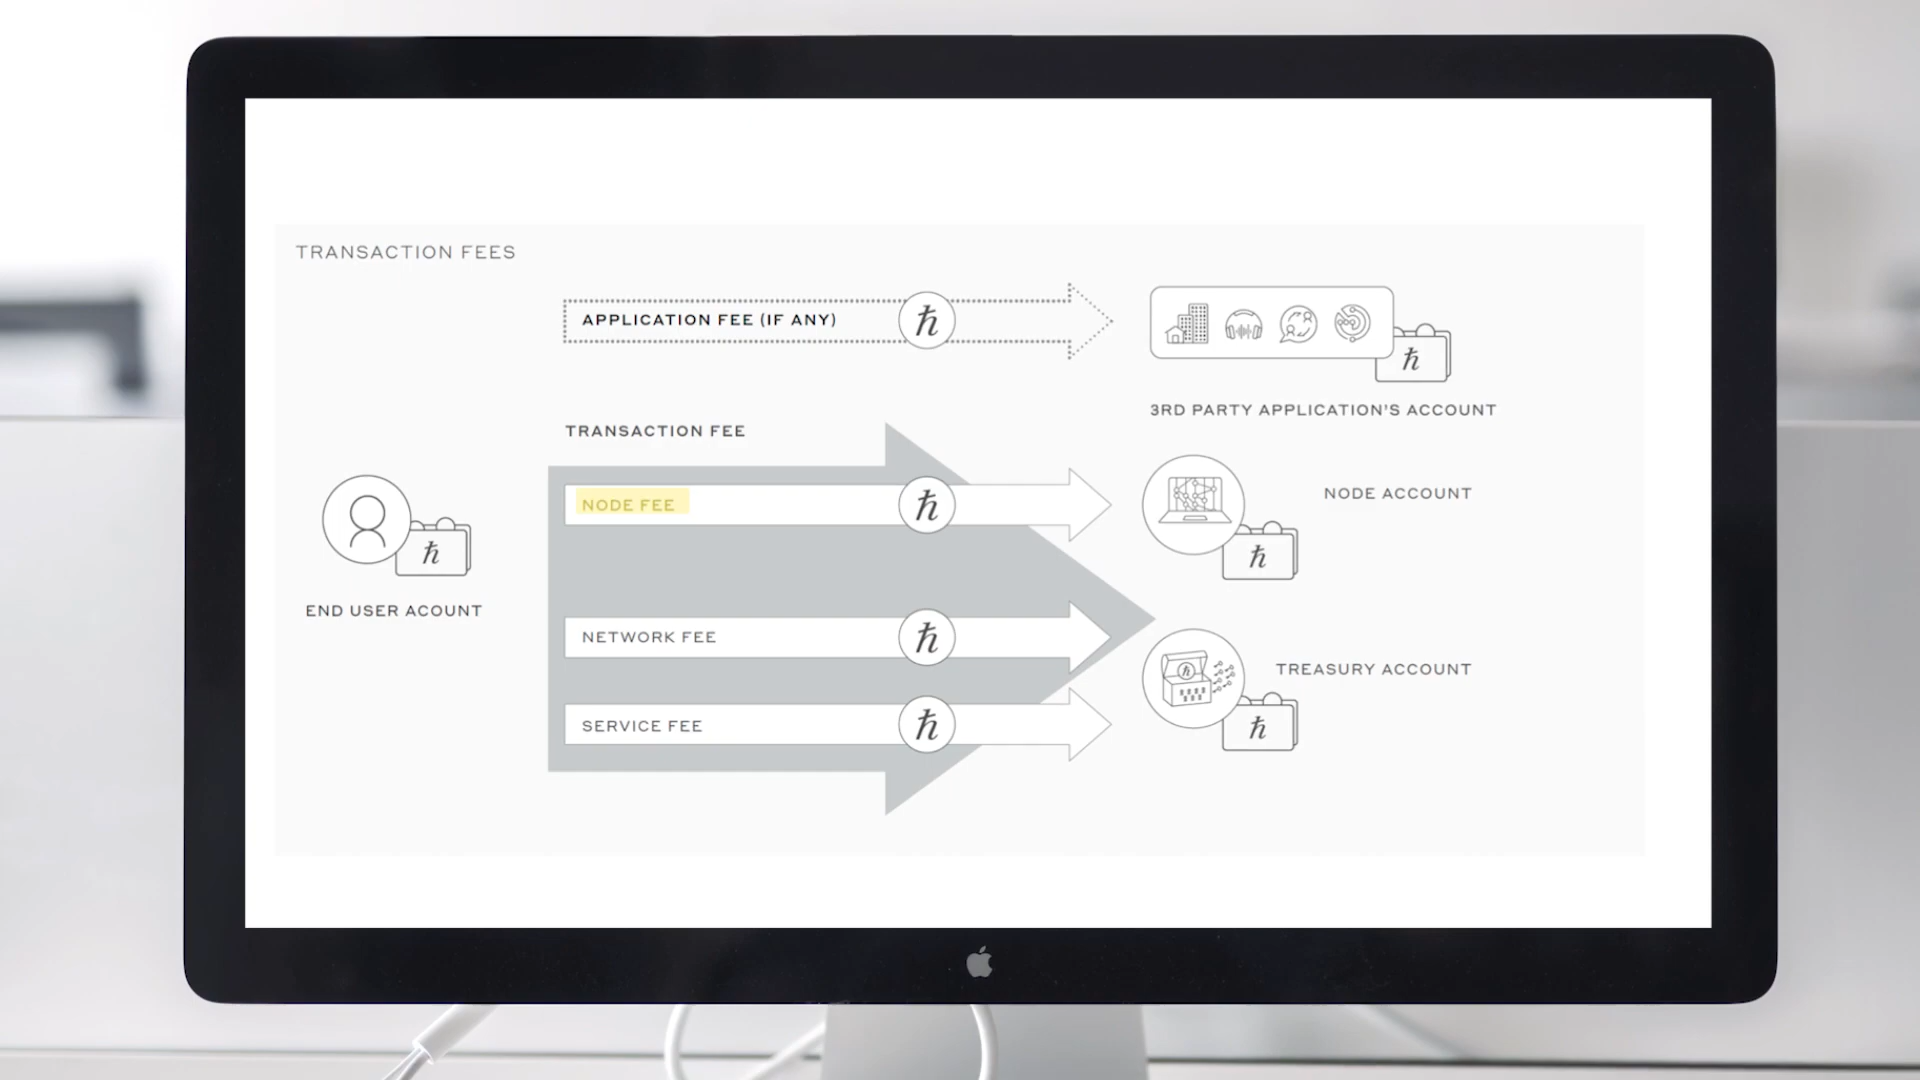 TRANSACTION FEES
APPLICATION FEE (IF ANY)
ℏ
ℏ
3RD PARTY APPLICATION'S ACCOUNT
TRANSACTION FEE
NODE FEE
ℏ
NODE ACCOUNT
ℏ
ℏ
END USER ACOUNT
NETWORK FEE
ℏ
TREASURY ACCOUNT
ℏ
SERVICE FEE
ℏ
ℏ